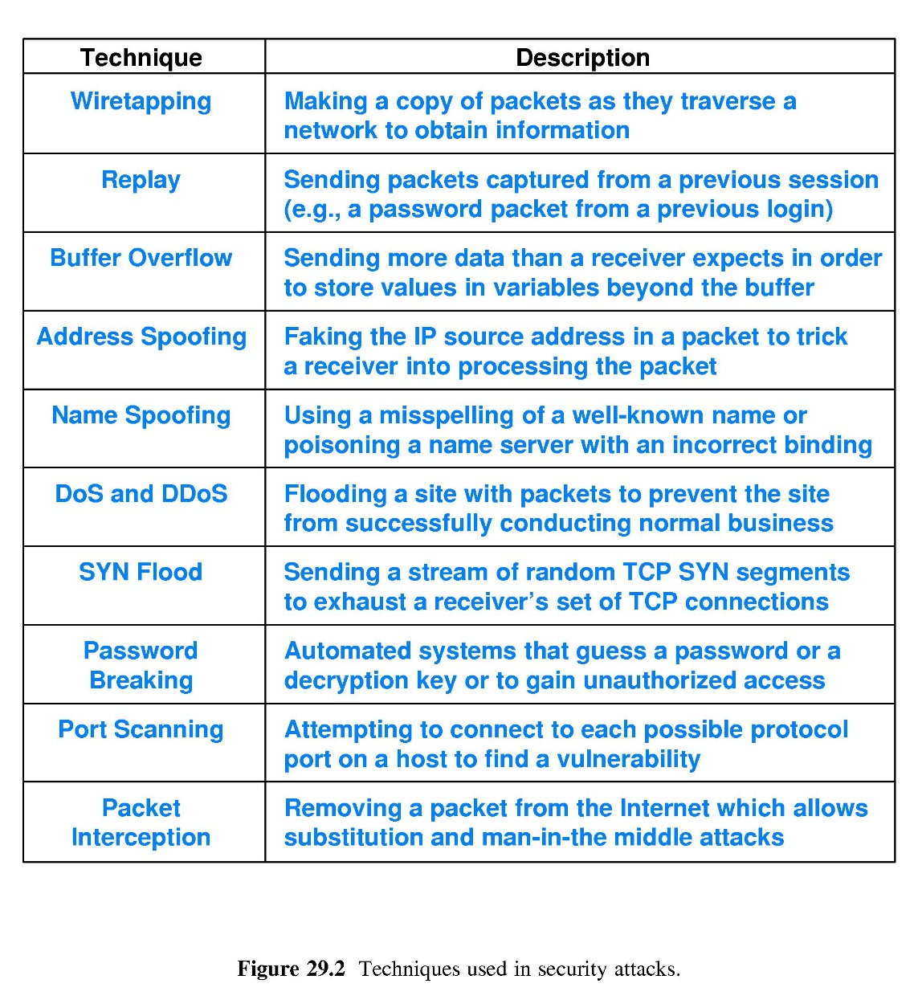 Technique Description
Wiretapping Making a copy of packets as they traverse a
network to obtain information
Replay Sending packets captured from a previous session
(e.g., a password packet from a previous login)
Buffer Overflow Sending more data than a receiver expects in order
to store values in variables beyond the buffer
Address Spoofing Faking the IP source address in a packet to trick
a receiver into processing the packet
Name Spoofing Using a misspelling of a well-known name or
poisoning a name server with an incorrect binding
DoS and DDoS Flooding a site with packets to prevent the site
from successfully conducting normal business
SYN Flood Sending a stream of random TCP SYN segments
to exhaust a receiver’s set of TCP connections
Password Automated systems that guess a password or a
Breaking decryption key or to gain unauthorized access
Port Scanning Attempting to connect to each possible protocol
port on a host to find a vulnerability
Packet Removing a packet from the Internet which allows
Interception substitution and man-in-the middle attacks
Figure 29.2 Techniques used in security attacks.